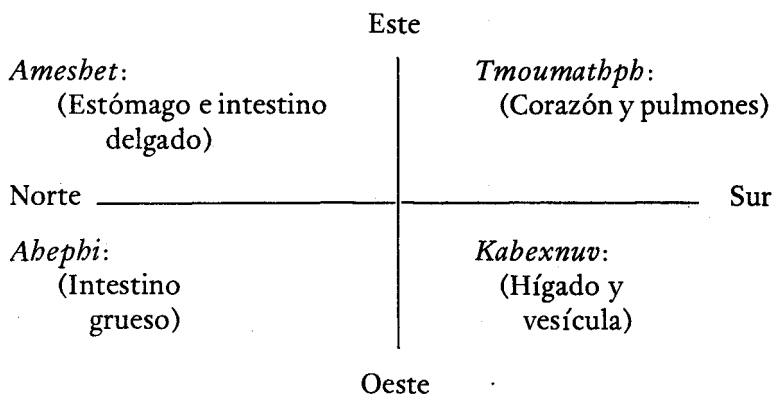 Este
Ameshet:
(Estómago e intestino
delgado)
Tmoumathph:
(Corazón y pulmones)
Norte
Sur
Ahephi:
(Intestino
grueso)
Kabexnuv:
(Hígado y
vesícula)
Oeste